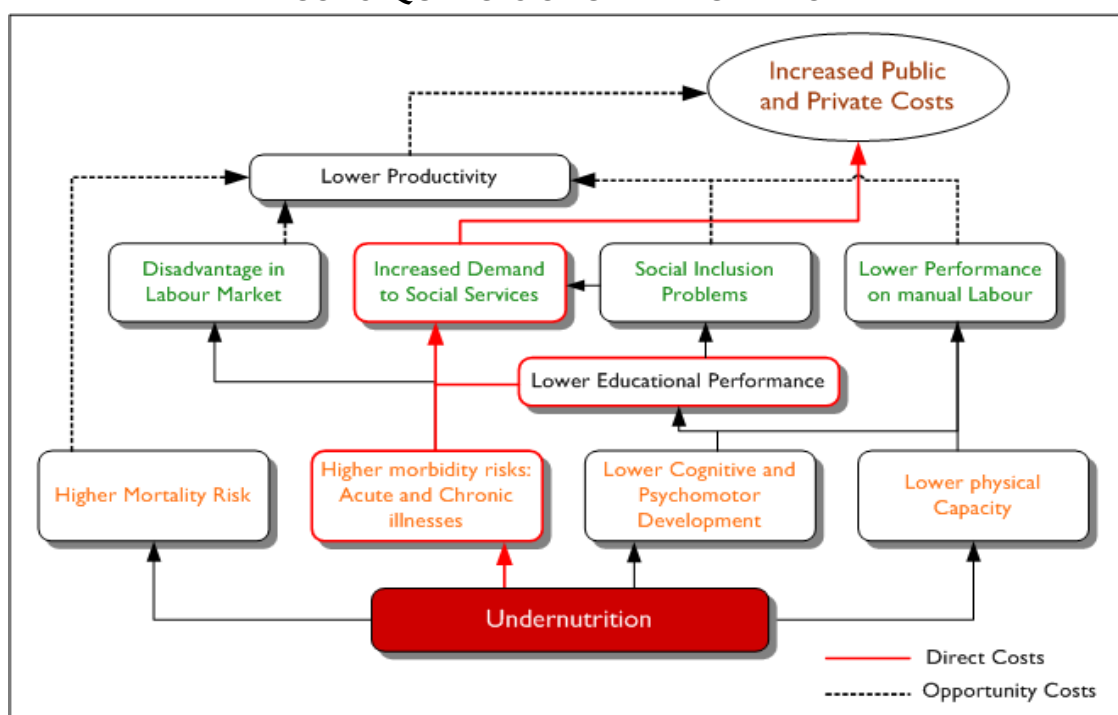 Increased Public
and Private Costs
Lower Productivity
Disadvantage in
Labour Market
Increased Demand
to Social Services
Social Inclusion
Problems
Lower Performance
on manual Labour
Lower Educational Performance
Higher Mortality Risk
Higher morbidity risks:
Acute and Chronic
illnesses
Lower Cognitive and
Psychomotor
Development
Lower physical
Capacity
Undernutrition
Direct Costs
Opportunity Costs